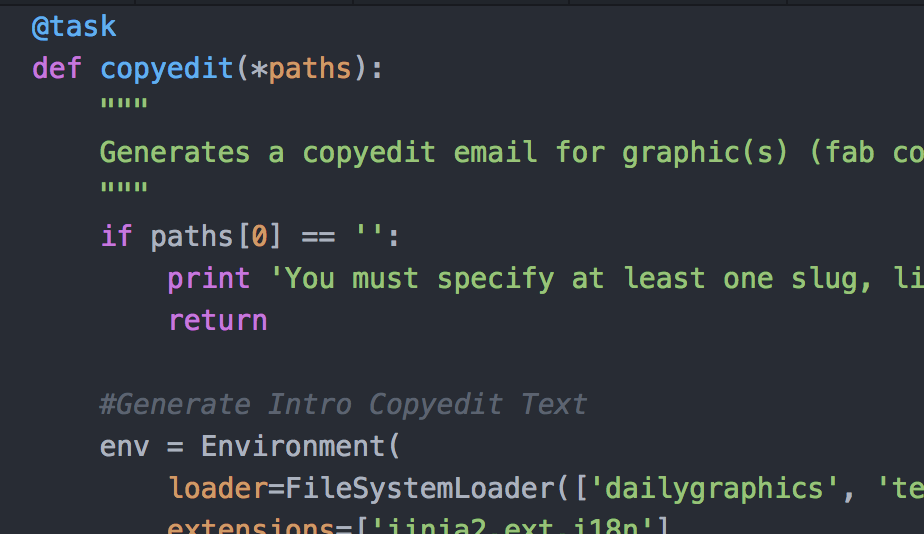 @task
def copyedit(*paths):
"""
Generates a copyedit email for graphic(s) (fab co
"""
if paths[0] == '':
print 'You must specify at least one slug, li
return
#Generate Intro Copyedit Text
env = Environment(
loader=FileSystemLoader(['dailygraphics', 'te
extensions=['jinja2.ext.i18n']